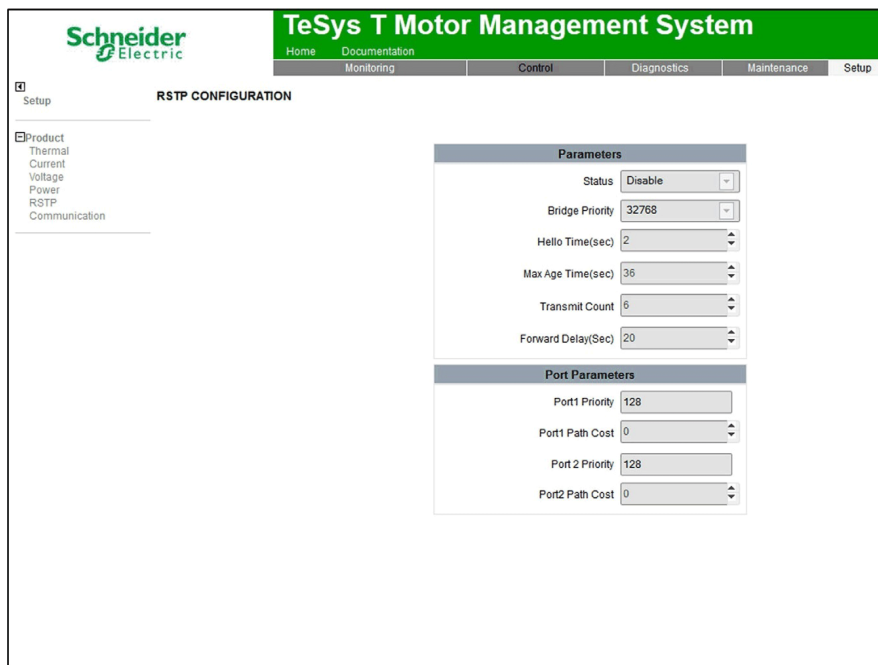 Schneider
Electric
TeSys T Motor Management System
Home Documentation
Monitoring Control Diagnostics Maintenance Setup
Setup
RSTP CONFIGURATION
Product
Thermal
Current
Voltage
Power
RSTP
Communication
Parameters
Status Disable
Bridge Priority 32768
Hello Time(sec) 2
Max Age Time(sec) 36
Transmit Count 6
Forward Delay(Sec) 20
Port Parameters
Port1 Priority 128
Port1 Path Cost 0
Port 2 Priority 128
Port2 Path Cost 0